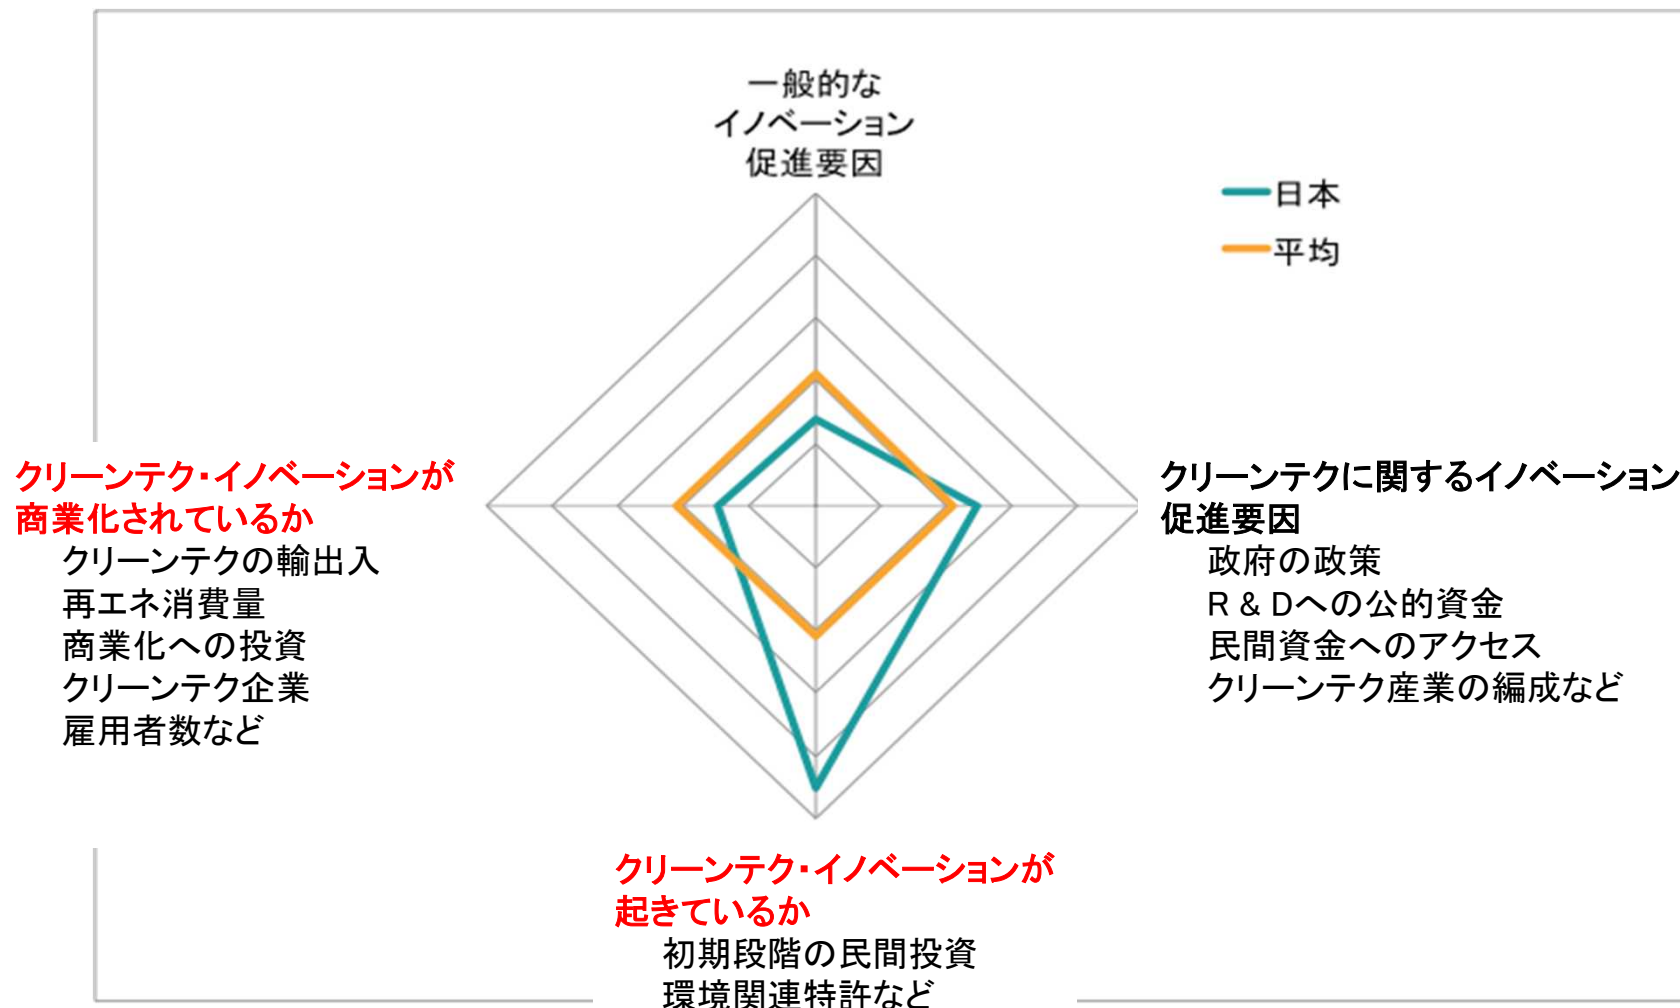 一般的な
イノベーション
促進要因
日本
平均
クリーンテク・イノベーションが
商業化されているか
クリーンテクの輸出入
再エネ消費量
商業化への投資
クリーンテク企業
雇用者数など
クリーンテクに関するイノベーション
促進要因
政府の政策
R & Dへの公的資金
民間資金へのアクセス
クリーンテク産業の編成など
クリーンテク・イノベーションが
起きているか
初期段階の民間投資
環境関連特許など